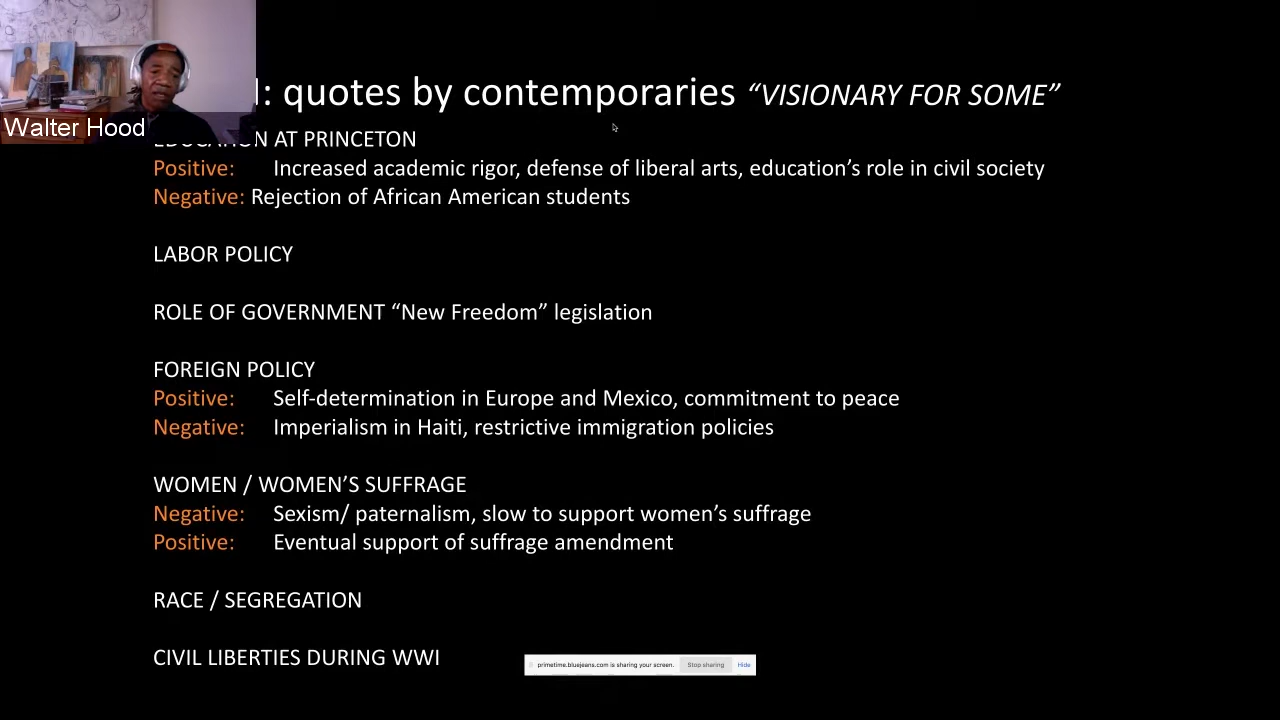 Walter Hood
: quotes by contemporaries “VISIONARY FOR SOME”
AT PRINCETON
Positive: Increased academic rigor, defense of liberal arts, education’s role in civil society
Negative: Rejection of African American students
LABOR POLICY
ROLE OF GOVERNMENT “New Freedom” legislation
FOREIGN POLICY
Positive: Self-determination in Europe and Mexico, commitment to peace
Negative: Imperialism in Haiti, restrictive immigration policies
WOMEN / WOMEN’S SUFFRAGE
Negative: Sexism/ paternalism, slow to support women’s suffrage
Positive: Eventual support of suffrage amendment
RACE / SEGREGATION
CIVIL LIBERTIES DURING WWI
primetime.bluejeans.com is sharing your screen. Stop sharing Hide